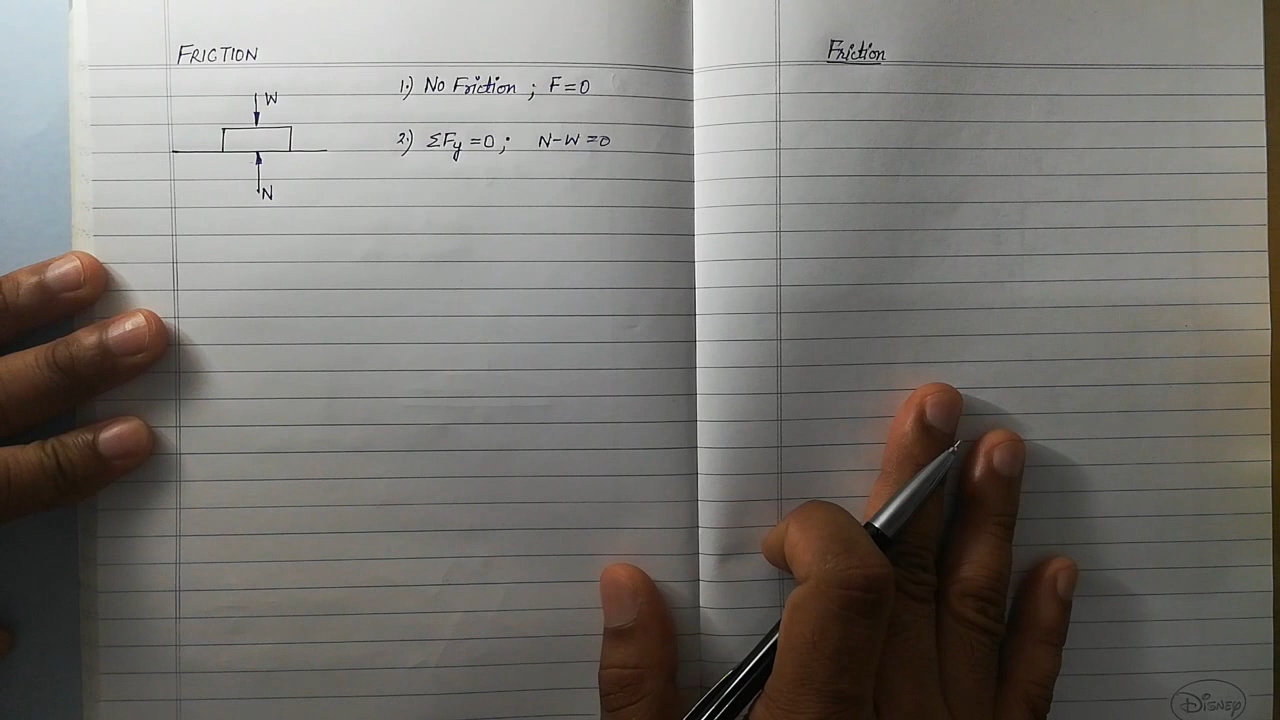 FRICTION
W
N
1.) No Friction ; F=0
2.) ΣFy =0 ; N-W =0
Friction
DISNEY